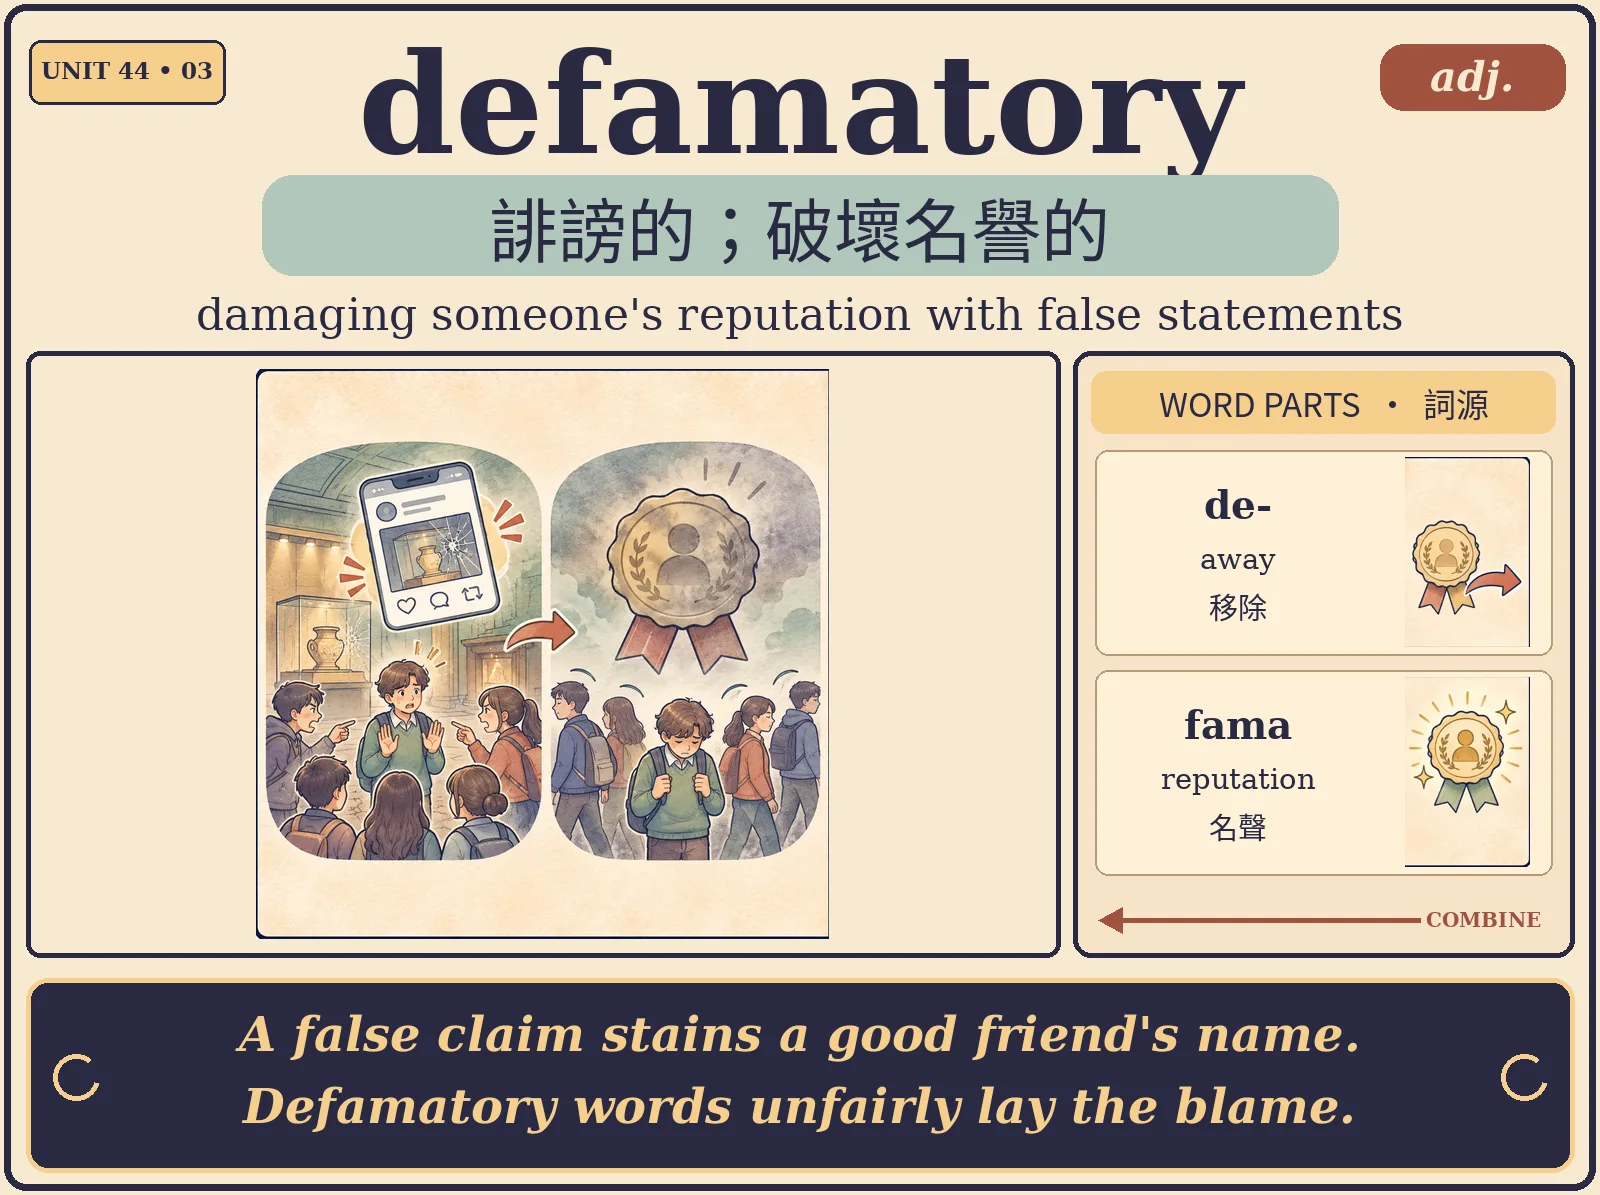 UNIT 44 • 03
defamatory
adj.
誹謗的；破壞名譽的
damaging someone's reputation with false statements
WORD PARTS • 詞源
de-
away
移除
fama
reputation
名聲
COMBINE
A false claim stains a good friend's name.
Defamatory words unfairly lay the blame.